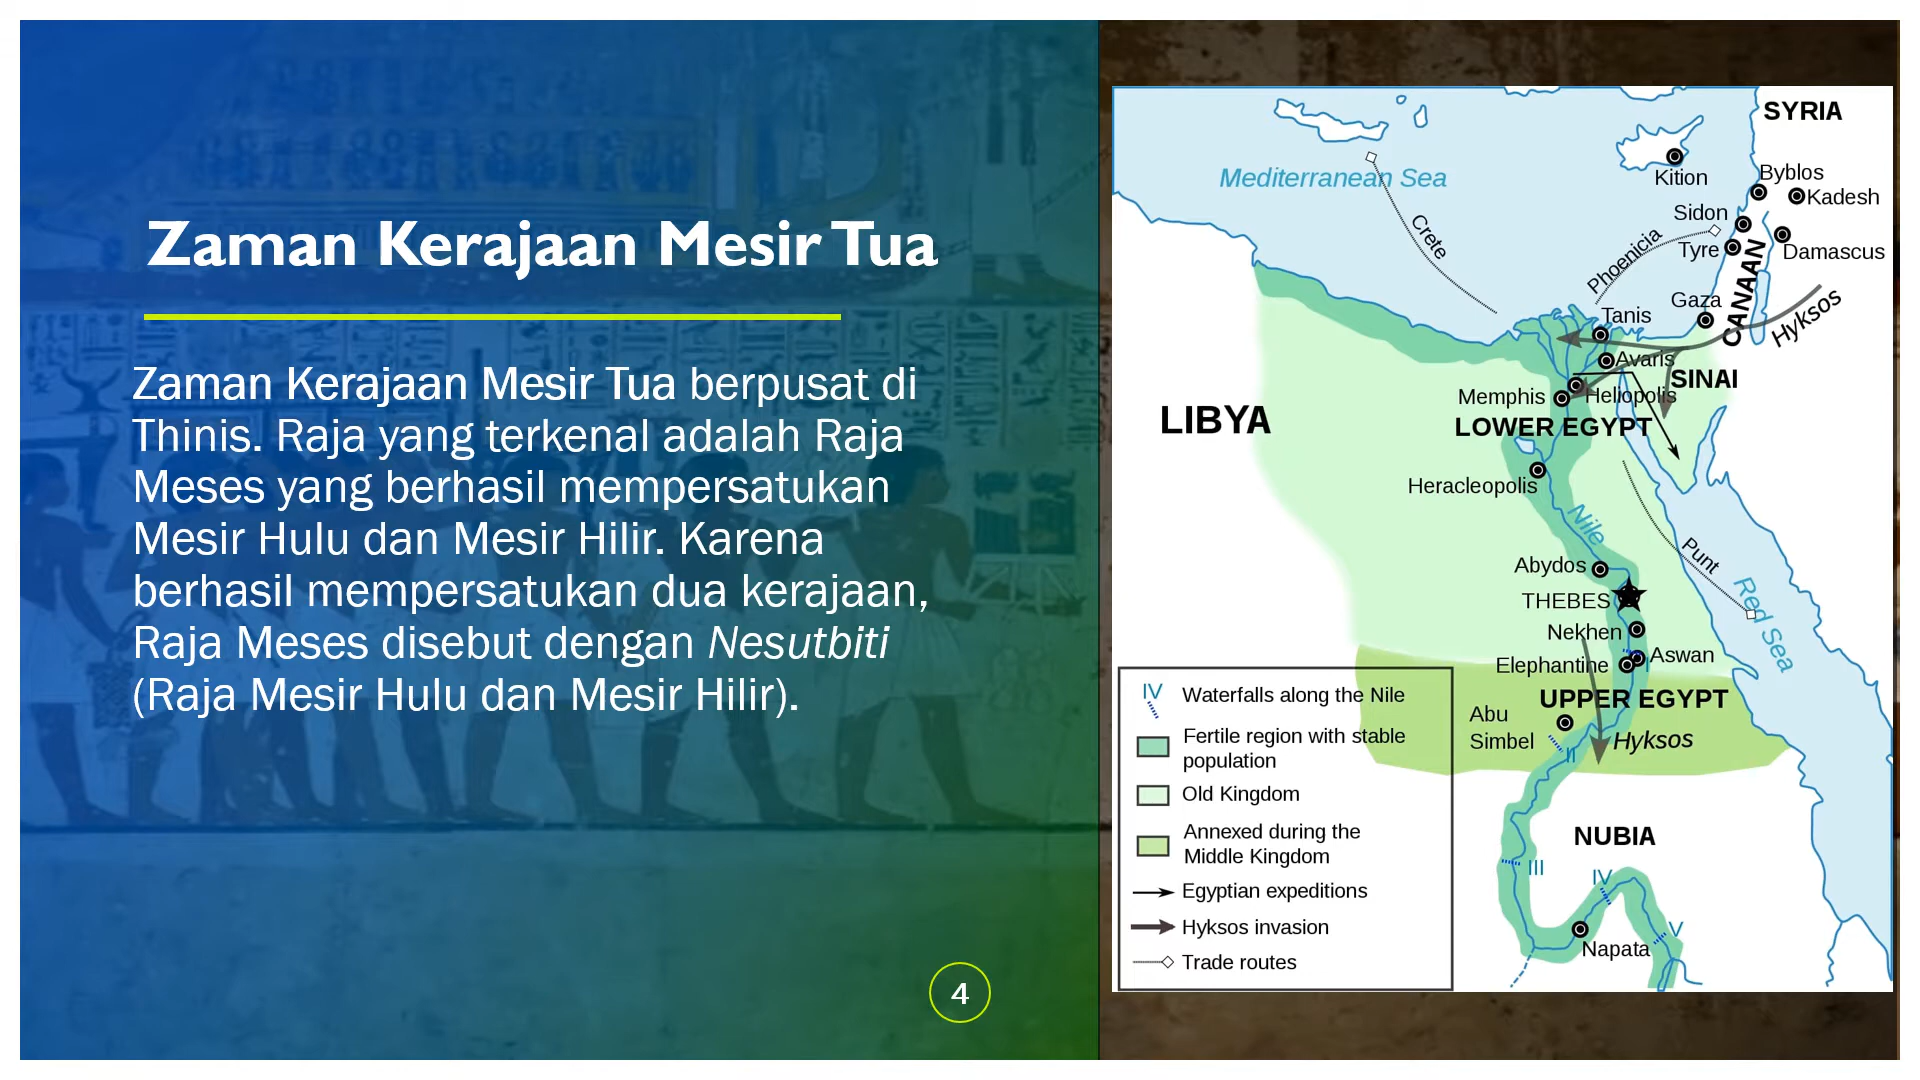 Zaman Kerajaan Mesir Tua
Zaman Kerajaan Mesir Tua berpusat di
Thinis. Raja yang terkenal adalah Raja
Meses yang berhasil mempersatukan
Mesir Hulu dan Mesir Hilir. Karena
berhasil mempersatukan dua kerajaan,
Raja Meses disebut dengan Nesutbiti
(Raja Mesir Hulu dan Mesir Hilir).
4
SYRIA
Mediterranean Sea
Kition
Byblos
Kadesh
Sidon
Tyre
Damascus
CANAAN
Crete
Phoenicia
Gaza
Hyksos
Tanis
Avaris
SINAI
Memphis
Heliopolis
LIBYA
LOWER EGYPT
Heracleopolis
Nile
Punt
Abydos
THEBES
Red Sea
Nekhen
Elephantine
Aswan
I
UPPER EGYPT
Abu
Simbel
II
Hyksos
NUBIA
III
IV
V
Napata
IV
Waterfalls along the Nile
Fertile region with stable
population
Old Kingdom
Annexed during the
Middle Kingdom
Egyptian expeditions
Hyksos invasion
Trade routes